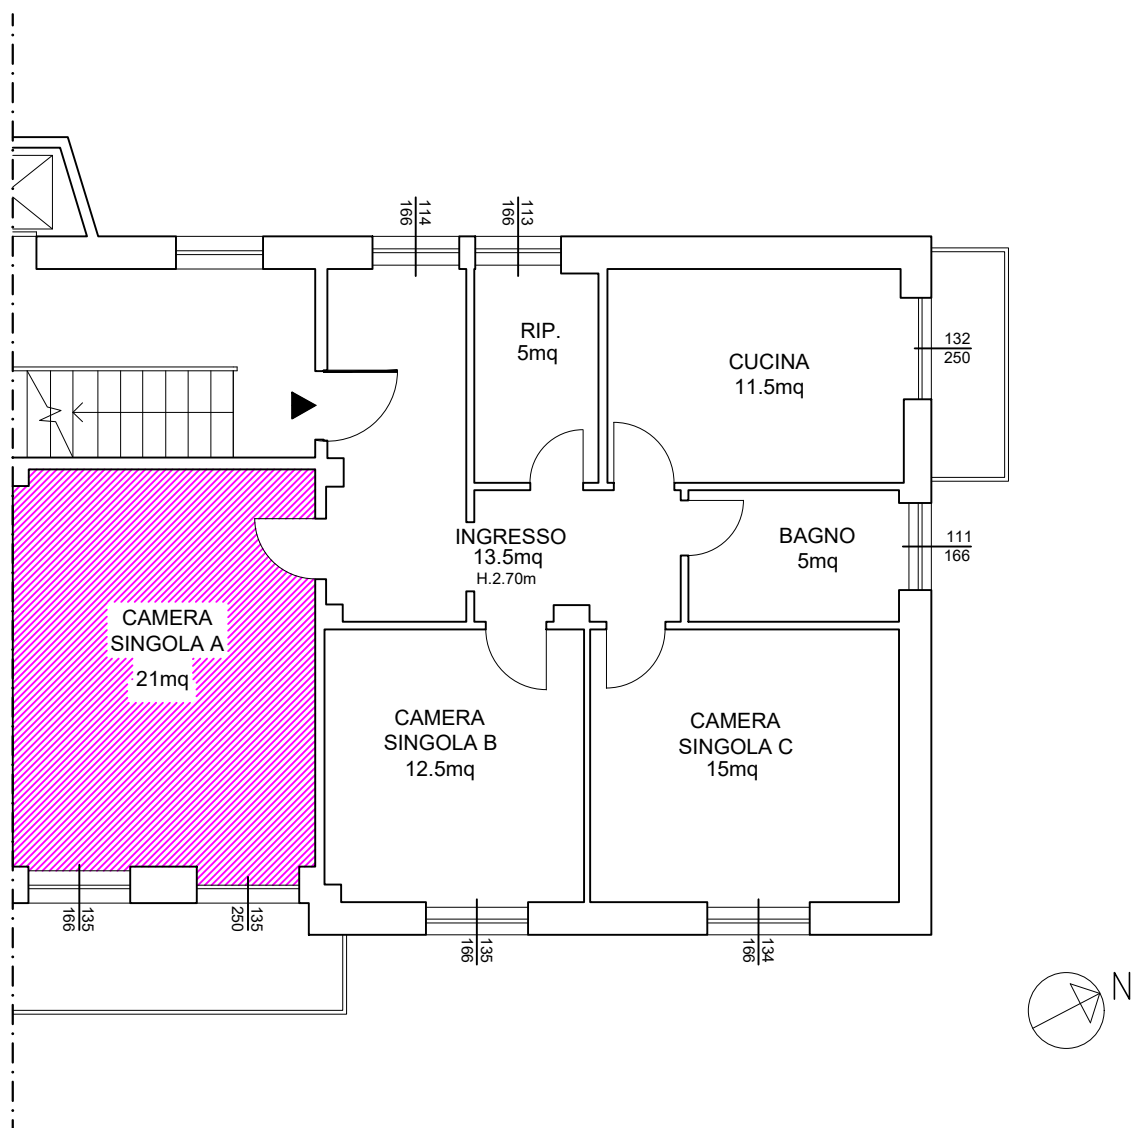 114
166
113
166
RIP.
5mq
CUCINA
11.5mq
132
250
INGRESSO
13.5mq
H.2.70m
BAGNO
5mq
111
166
CAMERA
SINGOLA A
21mq
CAMERA
SINGOLA B
12.5mq
CAMERA
SINGOLA C
15mq
135
166
135
250
135
166
134
166
N